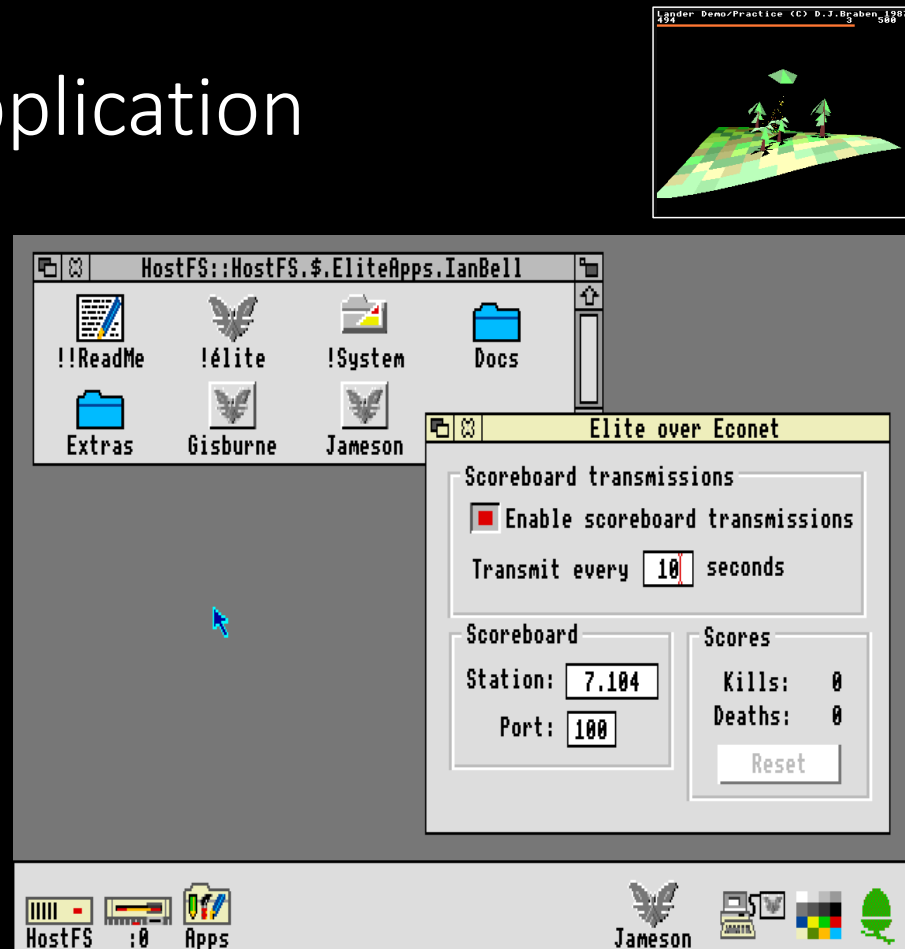 Lander Demo/Practice (C) D.J.Braben 198
494 3 500
pplication
HostFS::HostFS.$.EliteApps.IanBell
!!ReadMe !élite !System Docs
Extras Gisburne Jameson
Elite over Econet
Scoreboard transmissions
Enable scoreboard transmissions
Transmit every 10 seconds
Scoreboard
Station: 7.104
Port: 100
Scores
Kills: 0
Deaths: 0
Reset
HostFS :0 Apps
Jameson